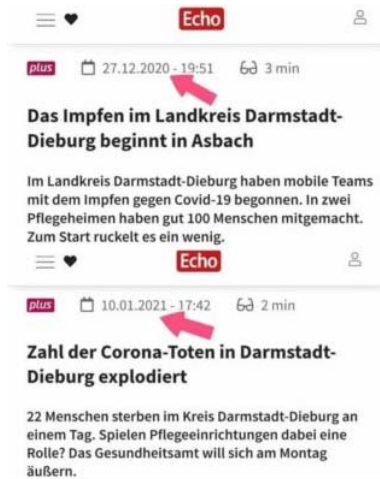 Echo
plus 27.12.2020 - 19:51 3 min
Das Impfen im Landkreis Darmstadt-
Dieburg beginnt in Asbach
Im Landkreis Darmstadt-Dieburg haben mobile Teams
mit dem Impfen gegen Covid-19 begonnen. In zwei
Pflegeheimen haben gut 100 Menschen mitgemacht.
Zum Start ruckelt es ein wenig.
Echo
plus 10.01.2021 - 17:42 2 min
Zahl der Corona-Toten in Darmstadt-
Dieburg explodiert
22 Menschen sterben im Kreis Darmstadt-Dieburg an
einem Tag. Spielen Pflegeeinrichtungen dabei eine
Rolle? Das Gesundheitsamt will sich am Montag
äußern.